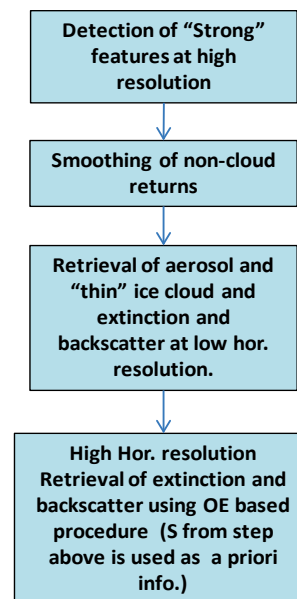 Detection of “Strong”
features at high
resolution
Smoothing of non-cloud
returns
Retrieval of aerosol and
“thin” ice cloud and
extinction and
backscatter at low hor.
resolution.
High Hor. resolution
Retrieval of extinction and
backscatter using OE based
procedure (S from step
above is used as a priori
info.)